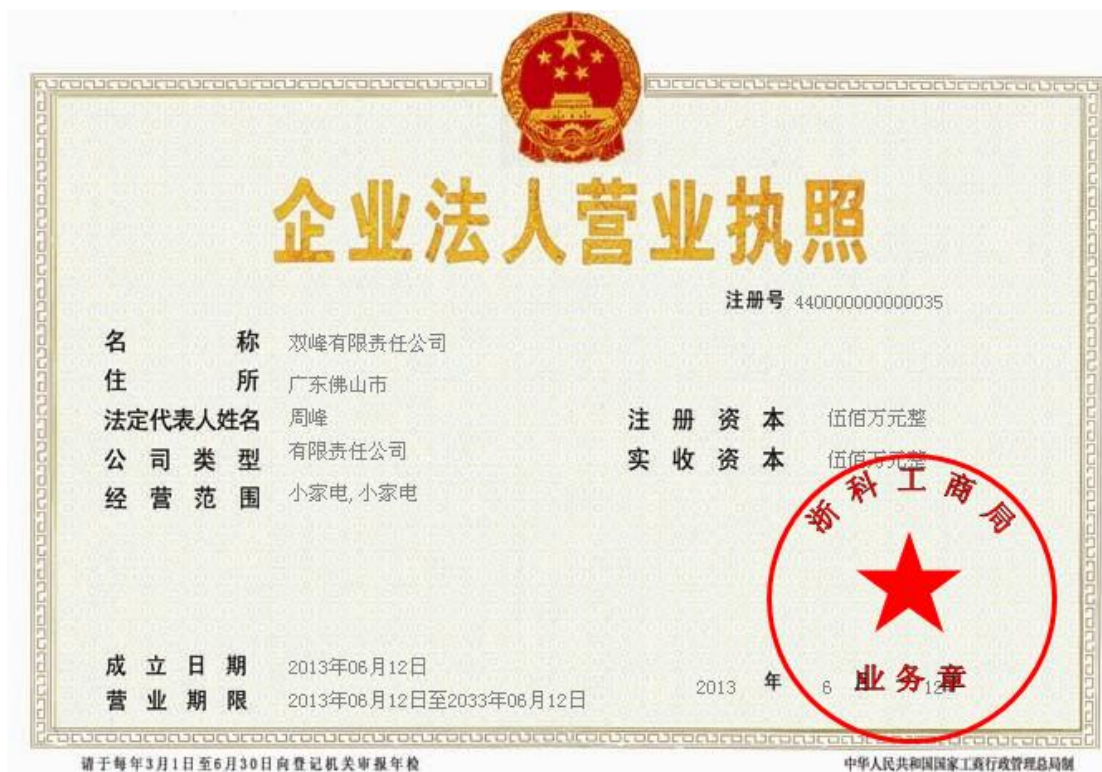 企业法人营业执照
注册号 440000000000035
名 称 双峰有限责任公司
住 所 广东佛山市
法定代表人姓名 周峰 注册资本 伍佰万元整
公司类型 有限责任公司 实收资本 伍佰万元整
经营范围 小家电,小家电
浙科工商局
成立日期 2013年06月12日
业务章
营业期限 2013年06月12日至2033年06月12日 2013 年 6 月 12
请于每年3月1日至6月30日向登记机关审报年检 中华人民共和国国家工商行政管理总局制